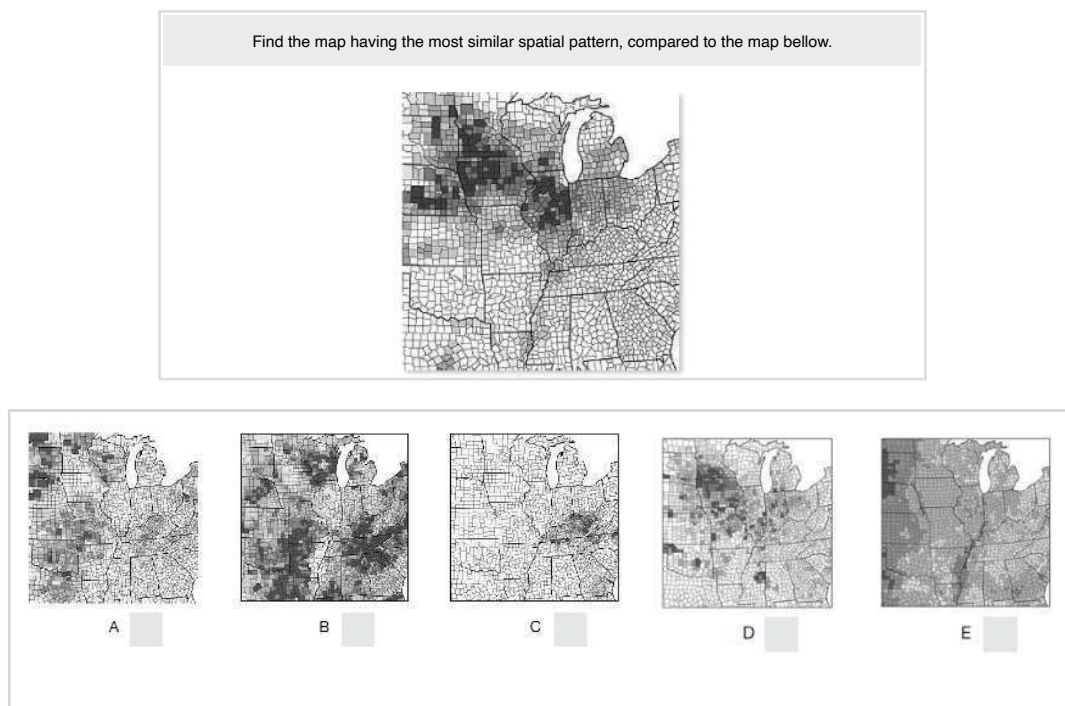 Find the map having the most similar spatial pattern, compared to the map bellow.
A
B
C
D
E